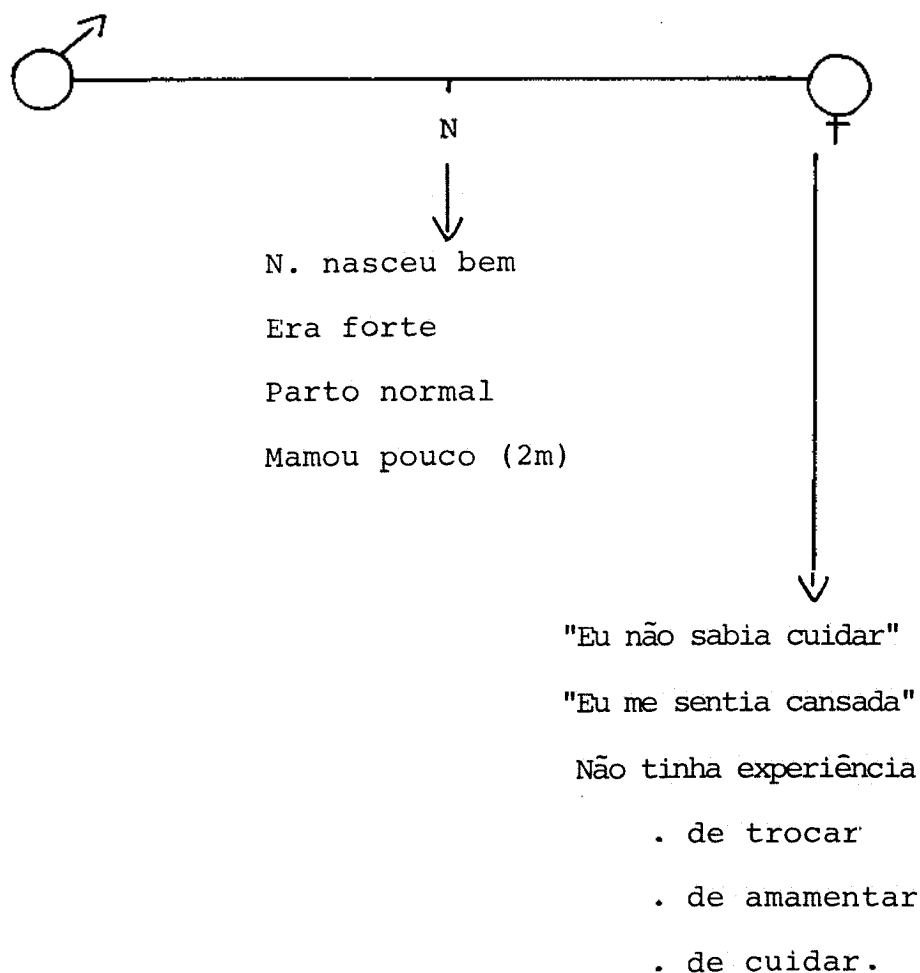 N
N. nasceu bem
Era forte
Parto normal
Mamou pouco (2m)
"Eu não sabia cuidar"
"Eu me sentia cansada"
Não tinha experiência
. de trocar
. de amamentar
. de cuidar.